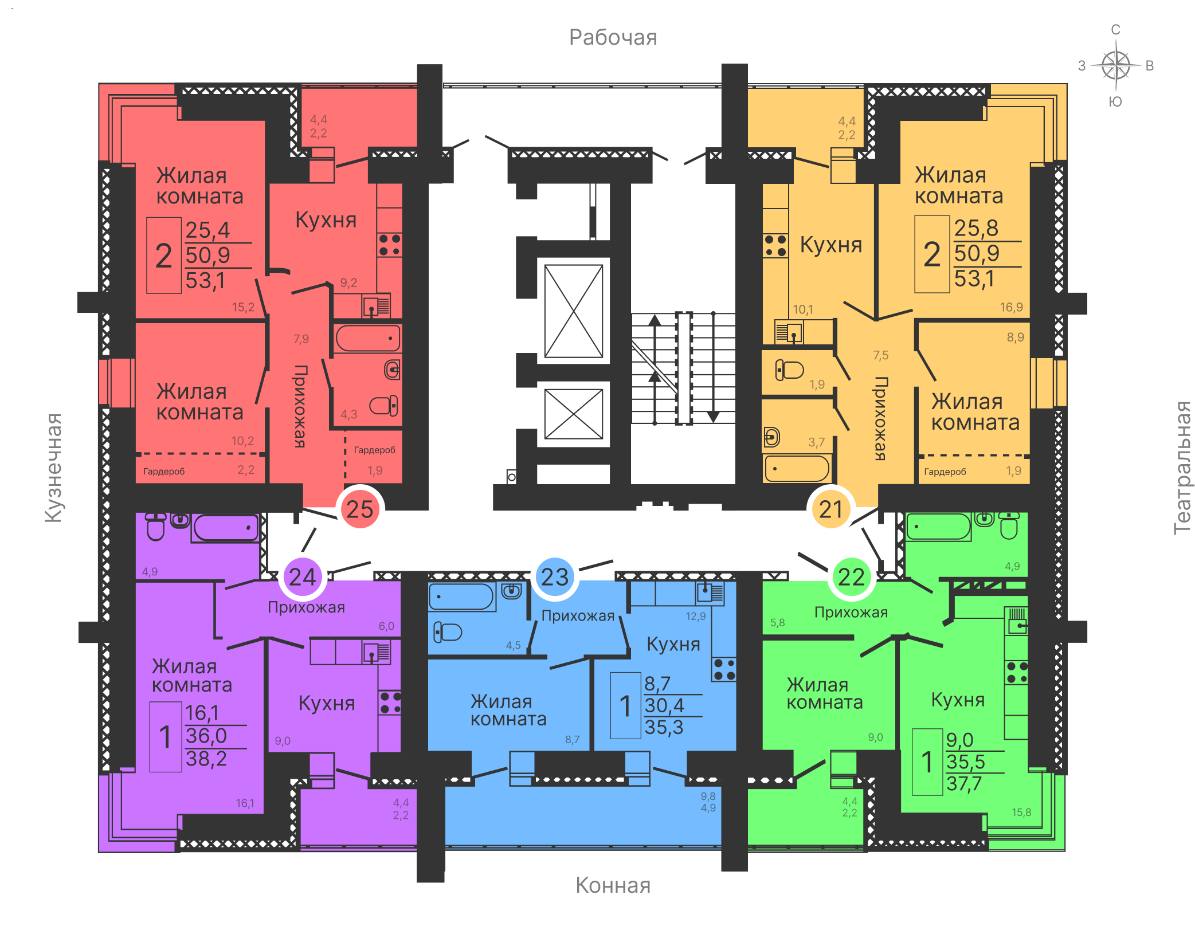 Рабочая
С
З
В
Ю
4,4
2,2
Жилая
комната
2
25,4
50,9
53,1
15,2
Кухня
9,2
7,9
Прихожая
4,3
Гардероб
1,9
Жилая
комната
10,2
Гардероб
2,2
25
4,4
2,2
Жилая
комната
2
25,8
50,9
53,1
16,9
Кухня
10,1
1,9
3,7
7,5
Прихожая
8,9
Жилая
комната
Гардероб
1,9
21
Кузнечная
Театральная
24
4,9
Прихожая
6,0
Жилая
комната
1
16,1
36,0
38,2
16,1
Кухня
9,0
4,4
2,2
23
Прихожая
4,5
12,9
Кухня
Жилая
комната
8,7
1
8,7
30,4
35,3
9,8
4,9
22
4,9
Прихожая
5,8
Жилая
комната
9,0
Кухня
1
9,0
35,5
37,7
15,8
4,4
2,2
Конная